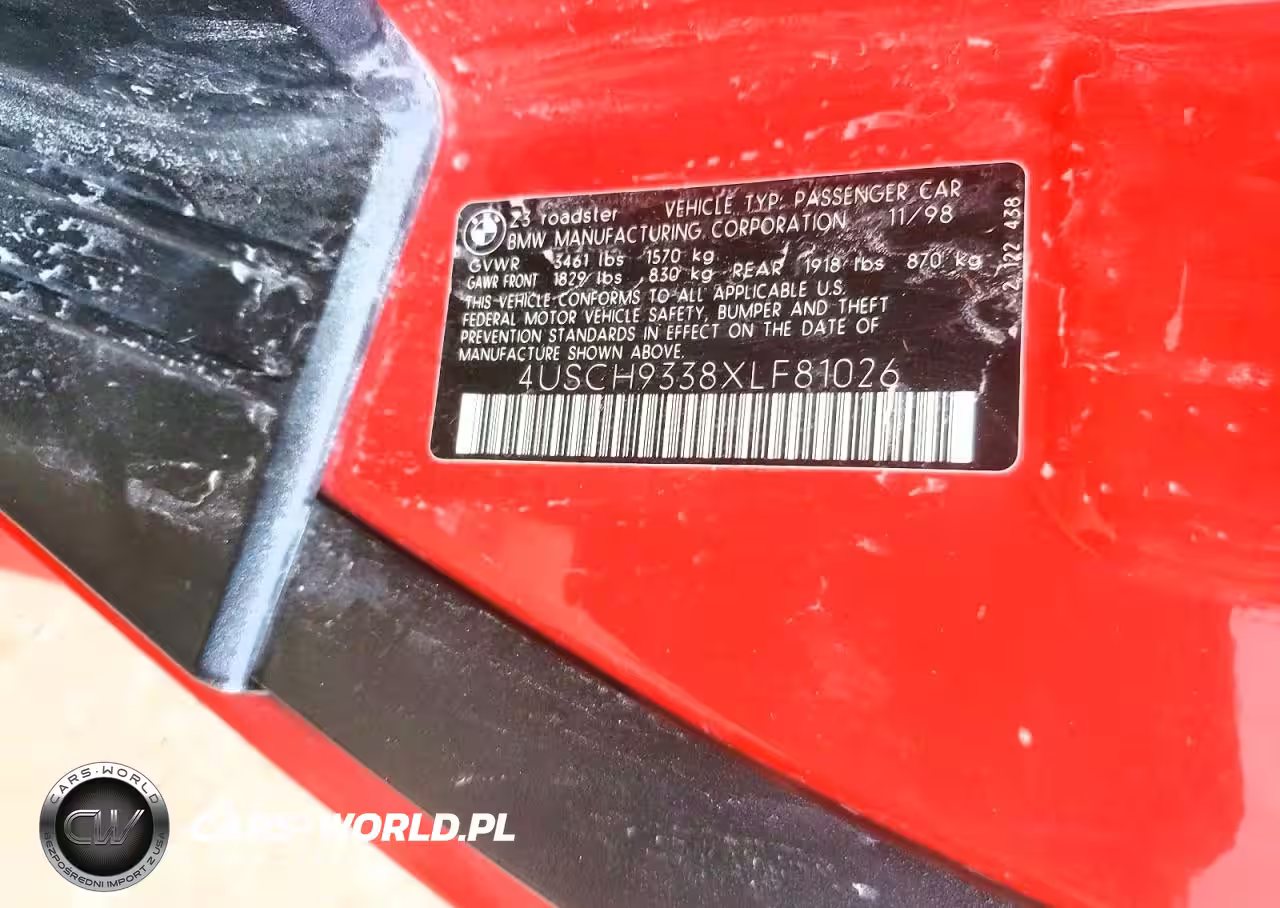 Z3 roadster VEHICLE TYP: PASSENGER CAR
BMW MANUFACTURING CORPORATION 11/98
GVWR 3461 lbs 1570 kg
GAWR FRONT 1829 lbs 830 kg REAR 1918 lbs 870 kg
THIS VEHICLE CONFORMS TO ALL APPLICABLE U.S.
FEDERAL MOTOR VEHICLE SAFETY, BUMPER AND THEFT
PREVENTION STANDARDS IN EFFECT ON THE DATE OF
MANUFACTURE SHOWN ABOVE.
4USCH9338XLF81026
2 122 438
CARS·WORLD
CW
BEZPOŚREDNI IMPORT Z USA
CARS-WORLD.PL